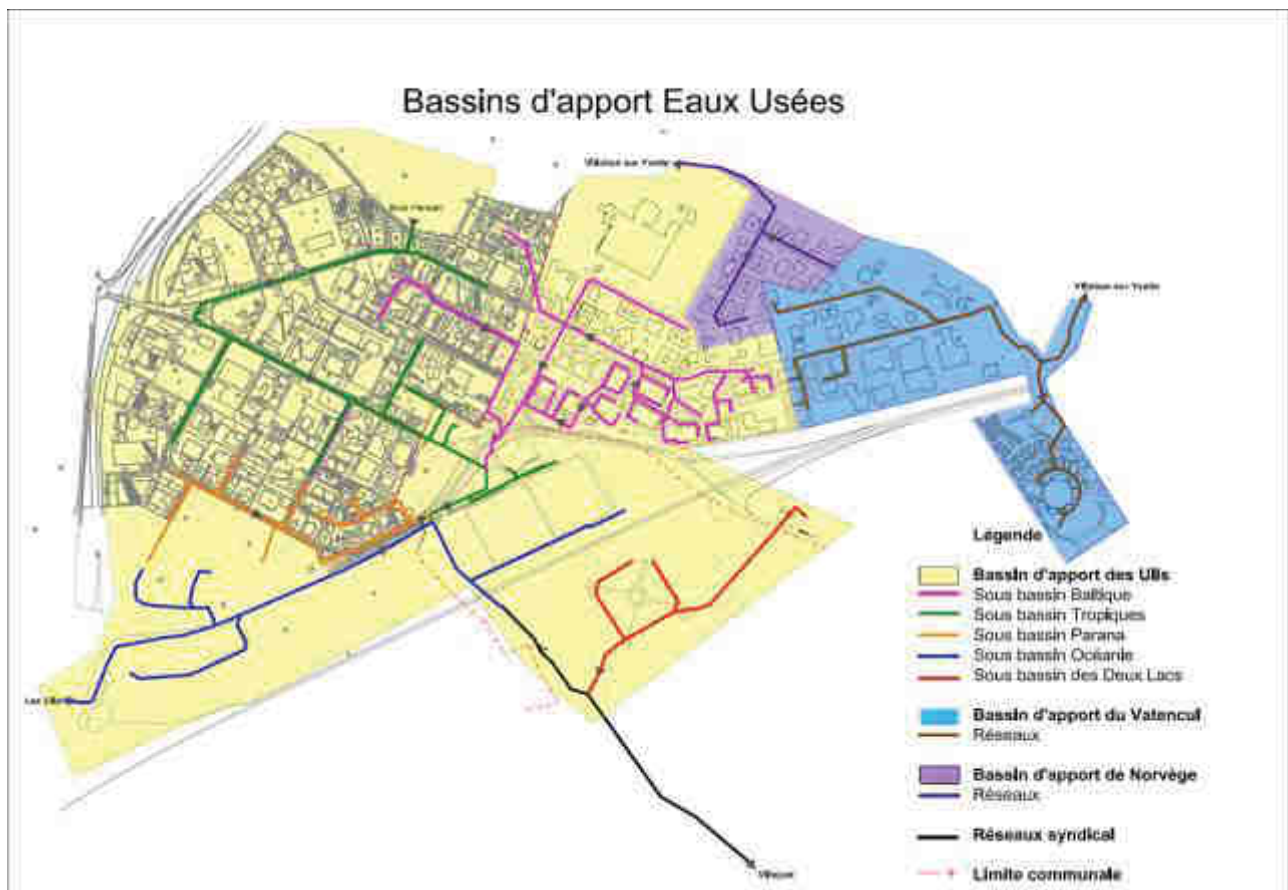 Bassins d'apport Eaux Usées
Légende
Bassin d'apport des Ulis
Sous bassin Baltique
Sous bassin Tropiques
Sous bassin Parana
Sous bassin Océanie
Sous bassin des Deux Lacs
Bassin d'apport du Vatencul
Réseaux
Bassin d'apport de Norvège
Réseaux
Réseaux syndical
Limite communale